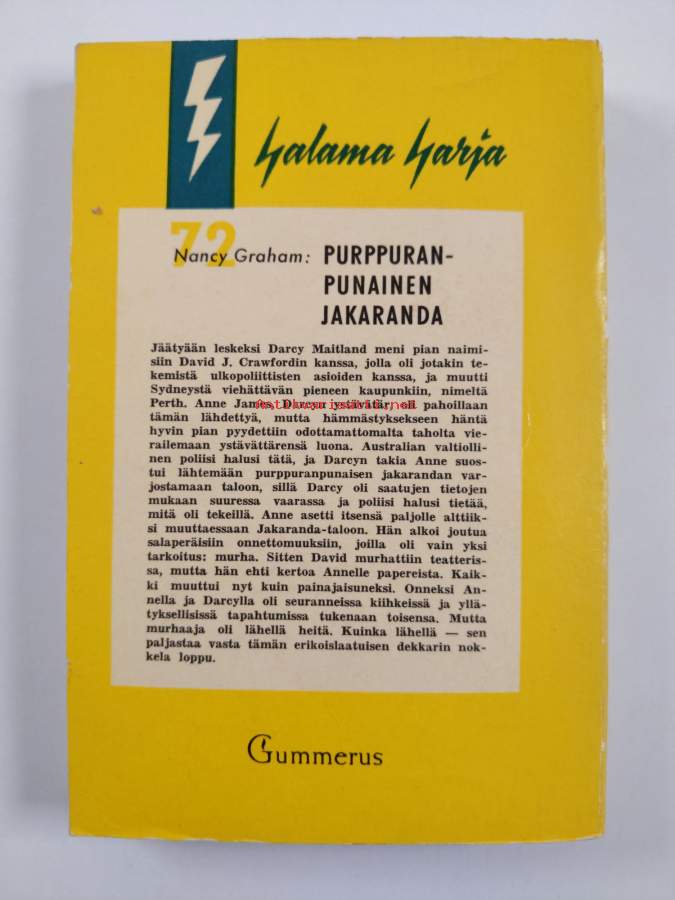 Salama Sarja
72
Nancy Graham: PURPPURAN-
PUNAINEN
JAKARANDA
Jäätyään leskeksi Darcy Maitland meni pian naimi-
siin David J. Crawfordin kanssa, jolla oli jotakin te-
kemistä ulkopoliittisten asioiden kanssa, ja muutti
Sydneystä viehättävän pieneen kaupunkiin, nimeltä
Perth. Anne James, Darcyn ystävätär, oli pahoillaan
tämän lähdettyä, mutta hämmästyksekseen häntä
hyvin pian pyydettiin odottamattomalta taholta vie-
railemaan ystävättärensä luona. Australian valtiolli-
nen poliisi halusi tätä, ja Darcyn takia Anne suos-
tui lähtemään purppuranpunaisen jakarandan var-
jostamaan taloon, sillä Darcy oli saatujen tietojen
mukaan suuressa vaarassa ja poliisi halusi tietää,
mitä oli tekeillä. Anne asetti itsensä paljolle alttiik-
si muuttaessaan Jakaranda-taloon. Hän alkoi joutua
salaperäisiin onnettomuuksiin, joilla oli vain yksi
tarkoitus: murha. Sitten David murhattiin teatteris-
sa, mutta hän ehti kertoa Annelle papereista. Kaik-
ki muuttui nyt kuin painajaisuneksi. Onneksi An-
nella ja Darcylla oli seuranneissa kiihkeissä ja yllä-
tyksellisissä tapahtumissa tukenaan toisensa. Mutta
murhaaja oli lähellä heitä. Kuinka lähellä — sen
paljastaa vasta tämän erikoislaatuisen dekkarin nok-
kela loppu.
Gummerus